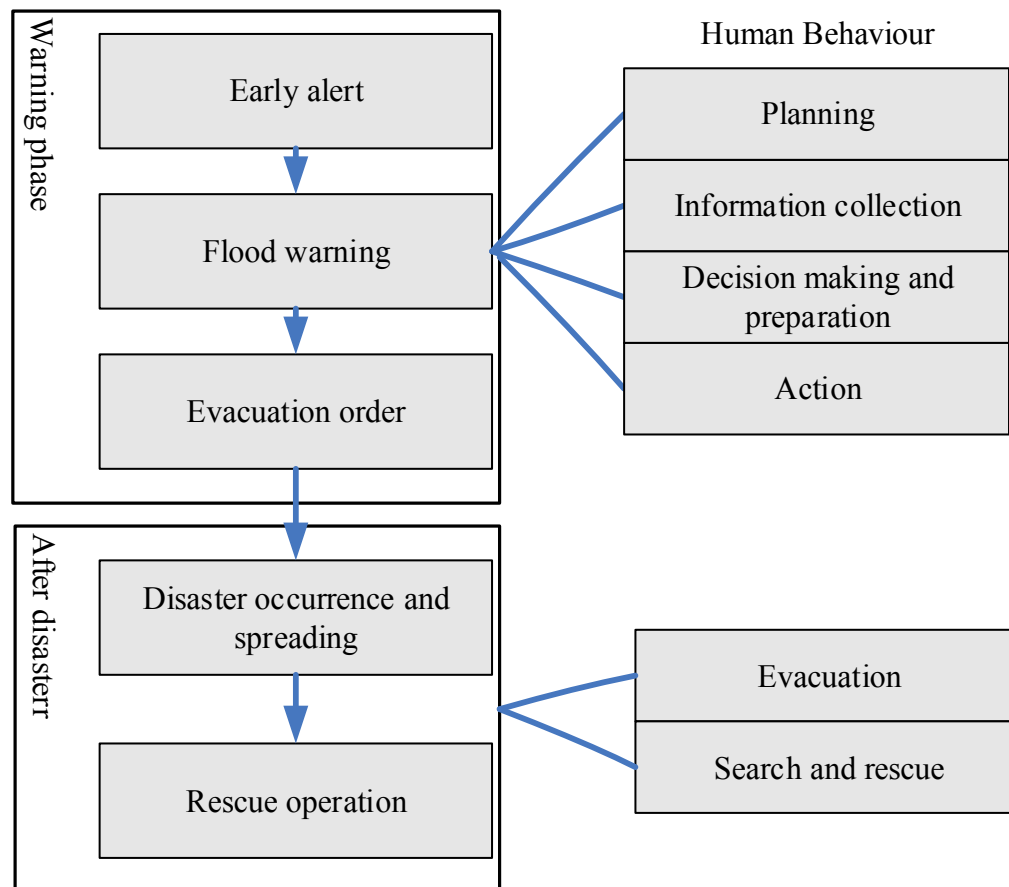 Warning phase
Early alert
Flood warning
Evacuation order
Human Behaviour
Planning
Information collection
Decision making and
preparation
Action
After disasterr
Disaster occurrence and
spreading
Rescue operation
Evacuation
Search and rescue